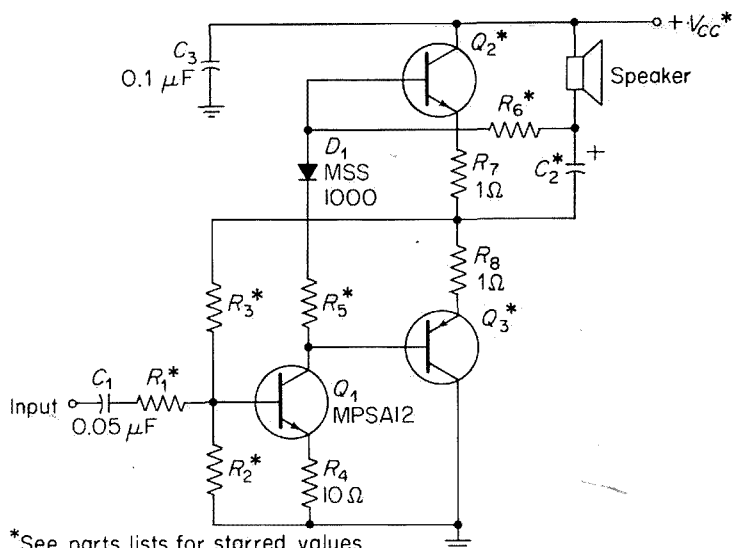 + Vcc*
C3
0.1 μF
Q2*
Speaker
R6*
D1
MSS
1000
R7
1Ω
C2*
+
R8
1Ω
R3*
R5*
Q3*
Input
C1
0.05 μF
R1*
Q1
MPSA12
R2*
R4
10Ω
*See parts lists for starred values